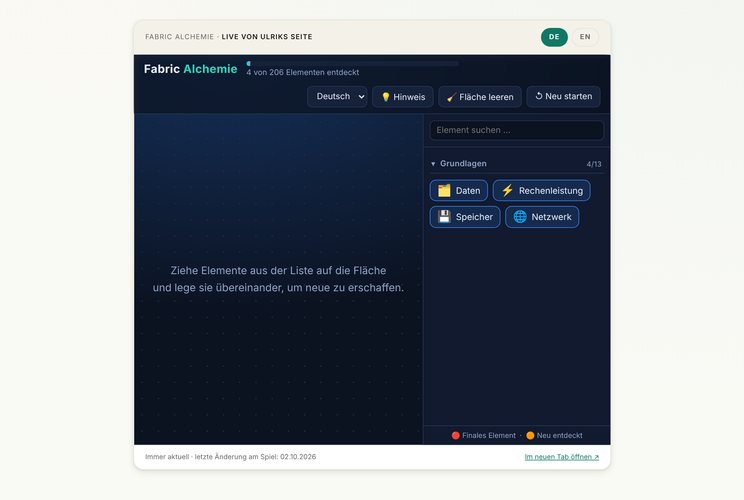 FABRIC ALCHEMIE · LIVE VON ULRIKS SEITE
DE
EN
Fabric Alchemie
4 von 206 Elementen entdeckt
Deutsch
💡 Hinweis
🧹 Fläche leeren
↺ Neu starten
Element suchen ...
▼ Grundlagen
4/13
🗂️ Daten
⚡ Rechenleistung
💾 Speicher
🌐 Netzwerk
Ziehe Elemente aus der Liste auf die Fläche
und lege sie übereinander, um neue zu erschaffen.
🔴 Finales Element · 🟠 Neu entdeckt
Immer aktuell · letzte Änderung am Spiel: 02.10.2026
Im neuen Tab öffnen ↗